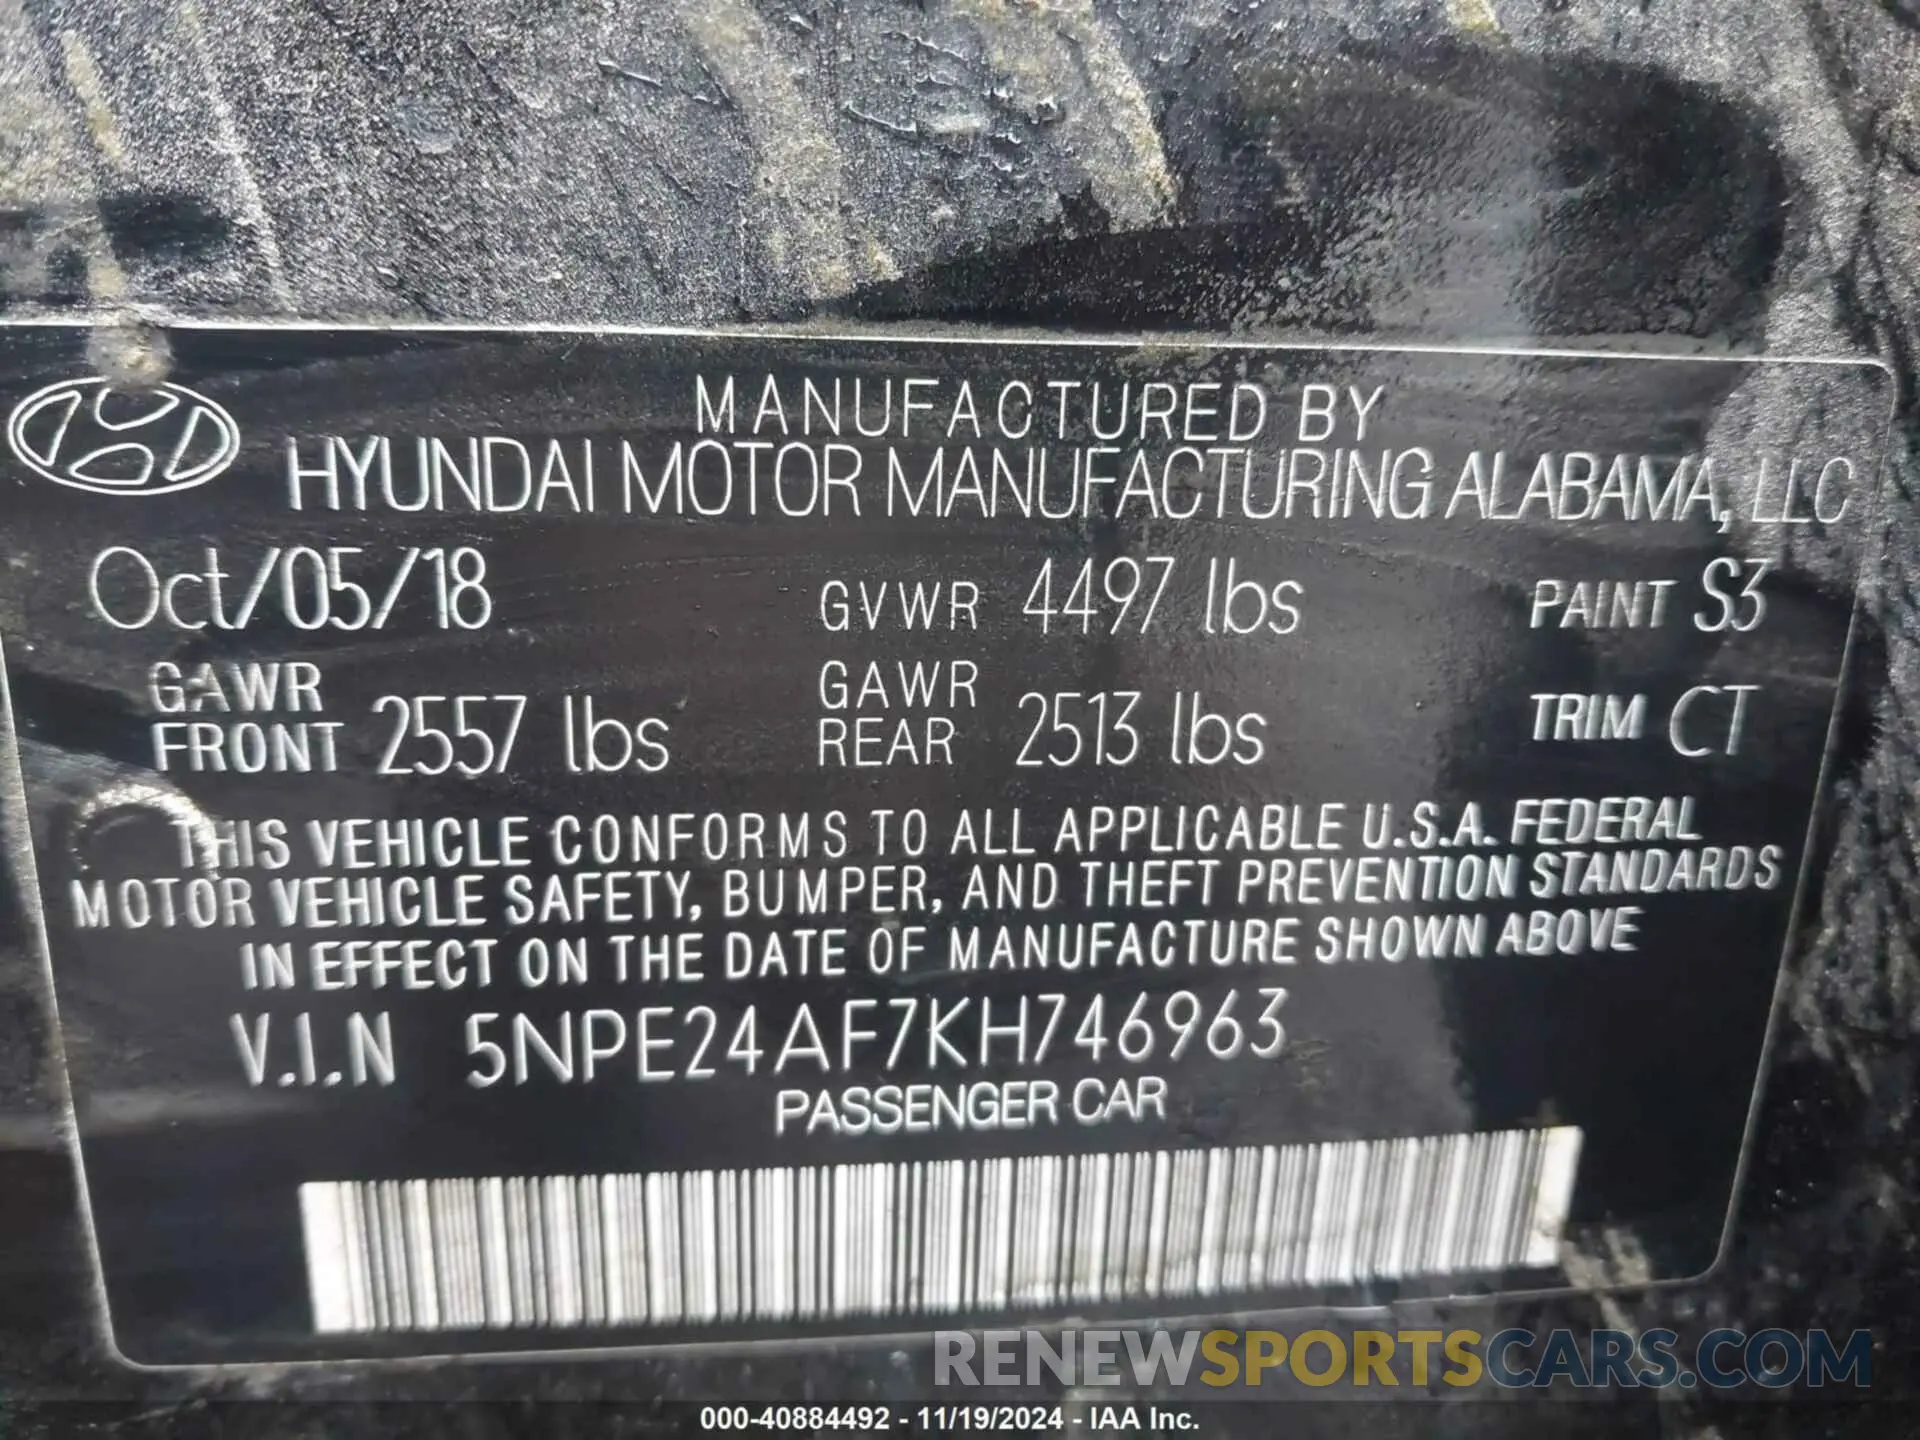 MANUFACTURED BY
HYUNDAI MOTOR MANUFACTURING ALABAMA, LLC
Oct/05/18 GVWR 4497 lbs PAINT S3
GAWR FRONT 2557 lbs GAWR REAR 2513 lbs TRIM CT
THIS VEHICLE CONFORMS TO ALL APPLICABLE U.S.A. FEDERAL
MOTOR VEHICLE SAFETY, BUMPER, AND THEFT PREVENTION STANDARDS
IN EFFECT ON THE DATE OF MANUFACTURE SHOWN ABOVE
V.I.N 5NPE24AF7KH746963
PASSENGER CAR
RENEWSPORTSCARS.COM
000-40884492 - 11/19/2024 - IAA Inc.